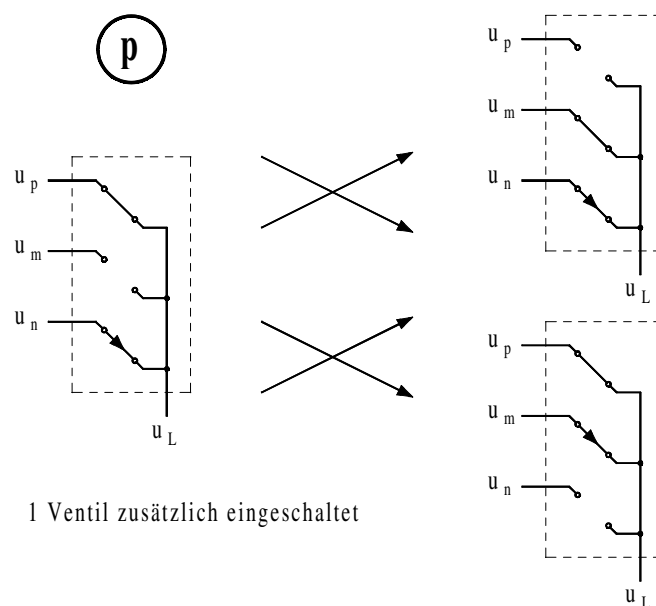 p
u p
u m
u n
u L
1 Ventil zusätzlich eingeschaltet
u p
u m
u n
u L
u p
u m
u n
u L